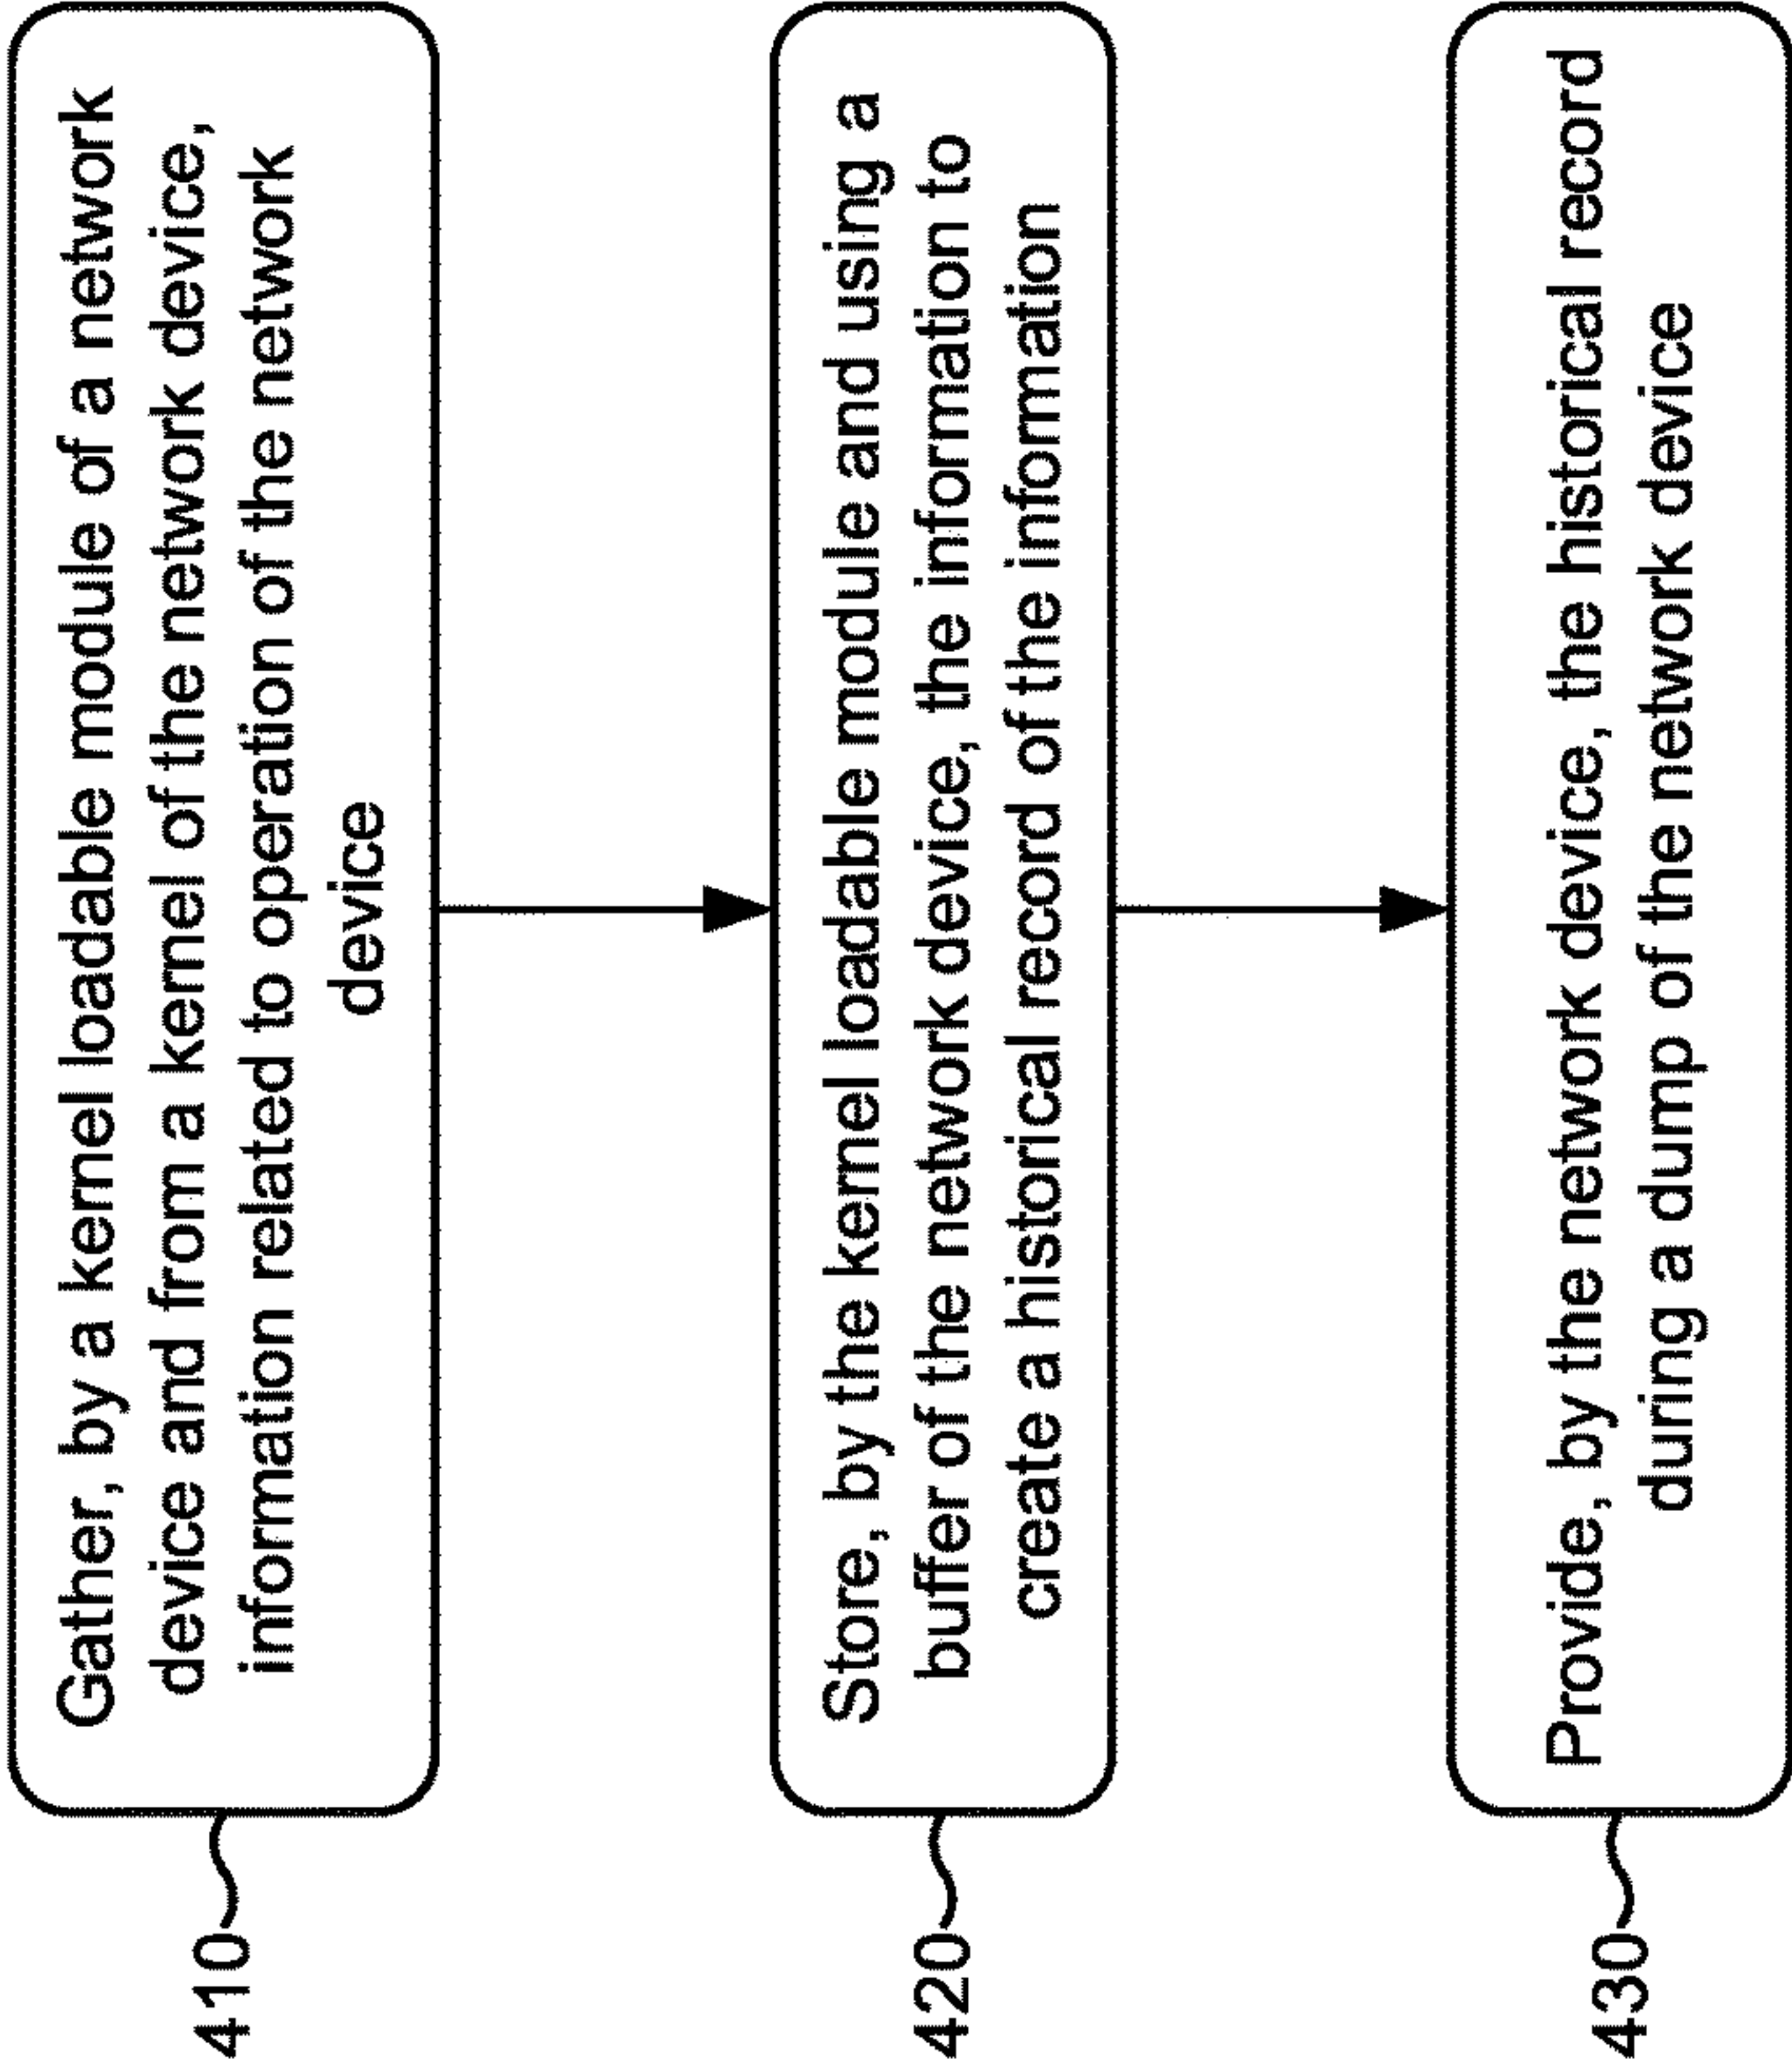 410
Gather, by a kernel loadable module of a network
device and from a kernel of the network device,
information related to operation of the network
device
420
Store, by the kernel loadable module and using a
buffer of the network device, the information to
create a historical record of the information
430
Provide, by the network device, the historical record
during a dump of the network device